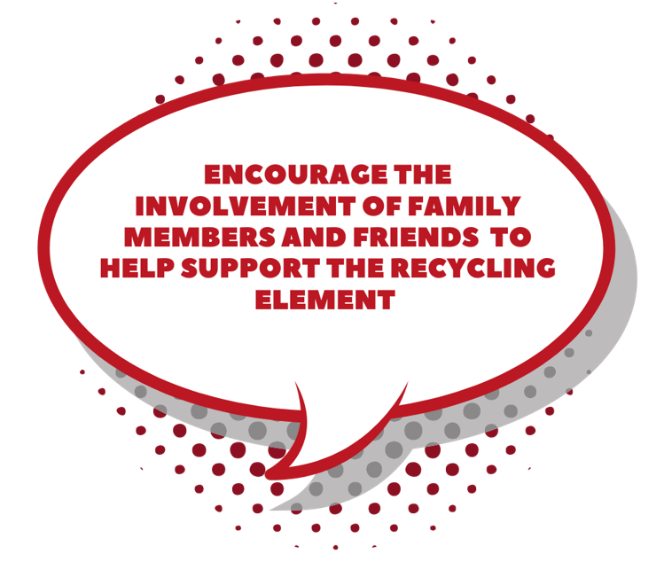 ENCOURAGE THE
INVOLVEMENT OF FAMILY
MEMBERS AND FRIENDS TO
HELP SUPPORT THE RECYCLING
ELEMENT